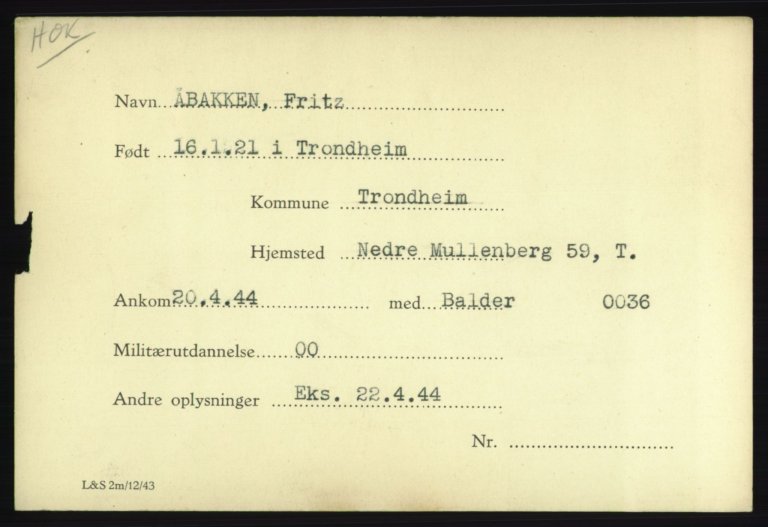 HOK
Navn ÅBAKKEN, Fritz
Født 16.1.21 i Trondheim
Kommune Trondheim
Hjemsted Nedre Mullenberg 59, T.
Ankom 20.4.44 med Balder 0036
Militærutdannelse 00
Andre oplysninger Eks. 22.4.44
Nr.
L&S 2m/12/43